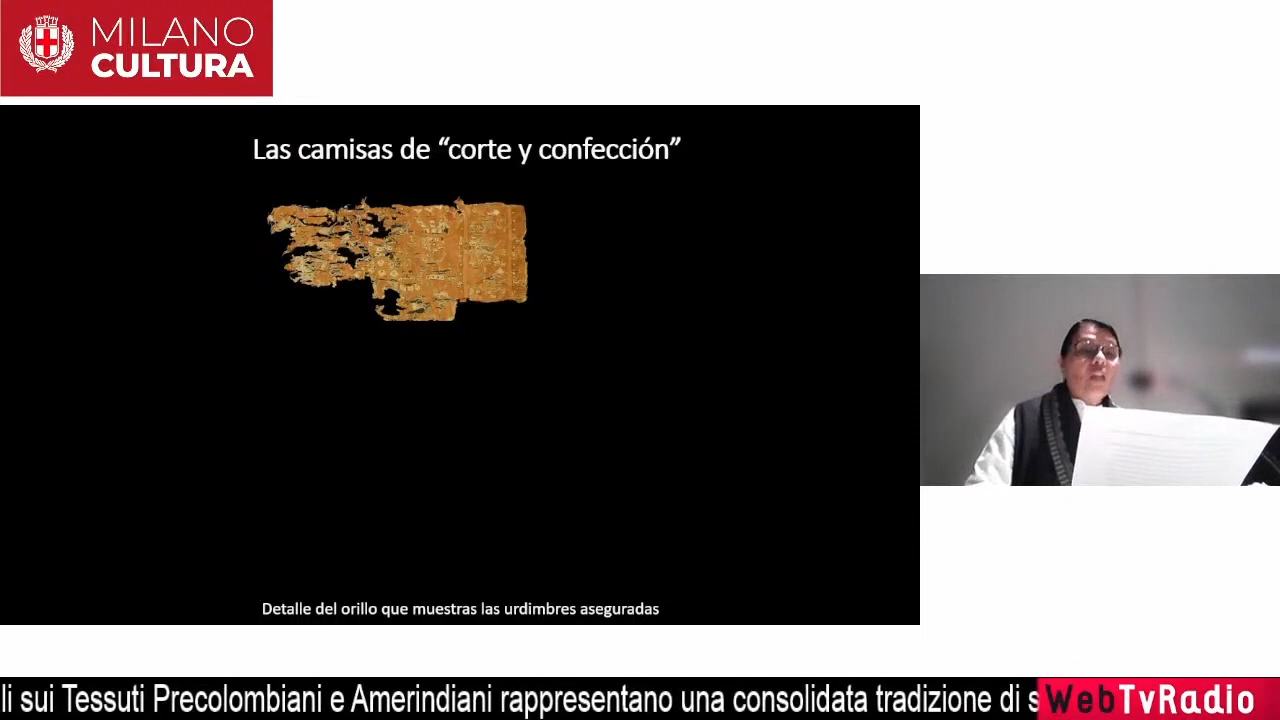 MILANO
CULTURA
Las camisas de “corte y confección”
Detalle del orillo que muestras las urdimbres aseguradas
li sui Tessuti Precolombiani e Amerindiani rappresentano una consolidata tradizione di s
WebTvRadio